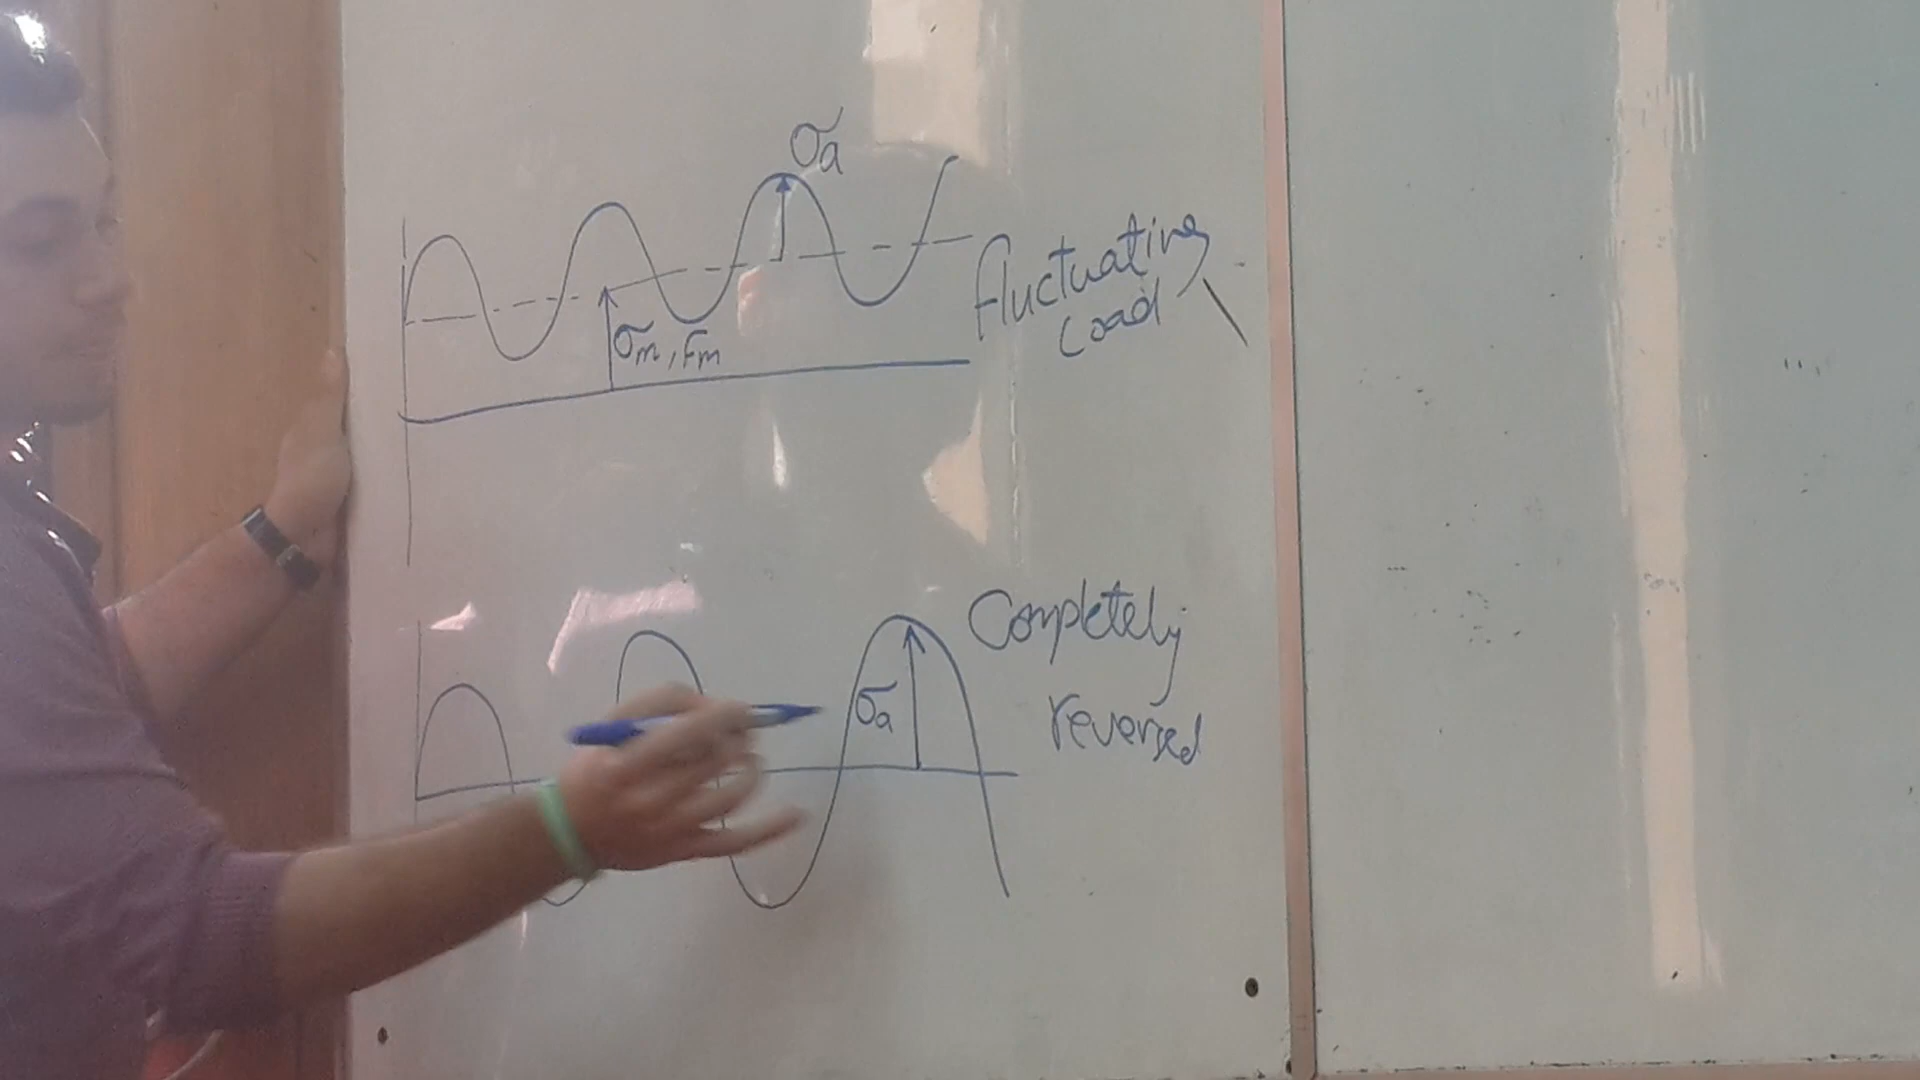 σa
Fluctuating
Load
σm, Fm
Completely
reversed
σa